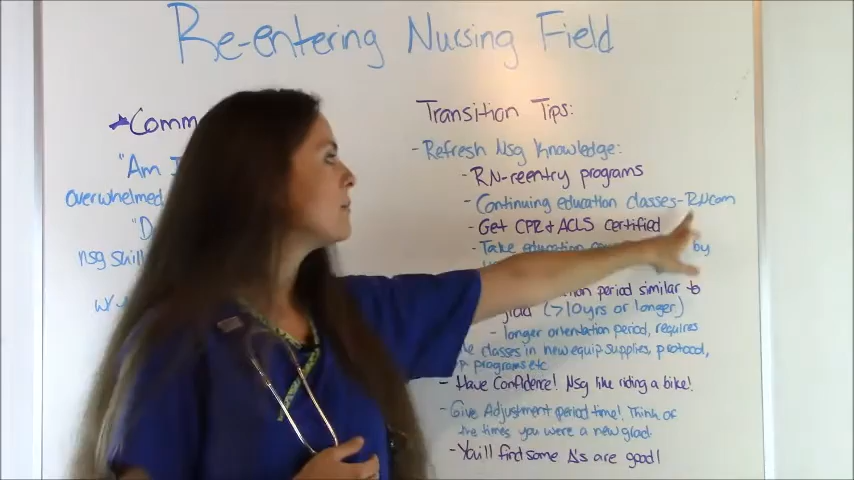 Re-entering Nursing Field
Comm
"Am I
overwhelmed
"D
nsg skill
Transition Tips:
- Refresh Nsg Knowledge:
- RN-reentry programs
- Continuing education classes-RN.com
- Get CPR & ACLS certified
- Take education by
period similar to
grad (>10yrs or longer)
- longer orientation period, requires
classes in new equip supplies, protocol,
programs etc
- Have Confidence! Nsg like riding a bike!
- Give Adjustment period time! Think of
the times you were a new grad.
- You'll find some Δs are good!